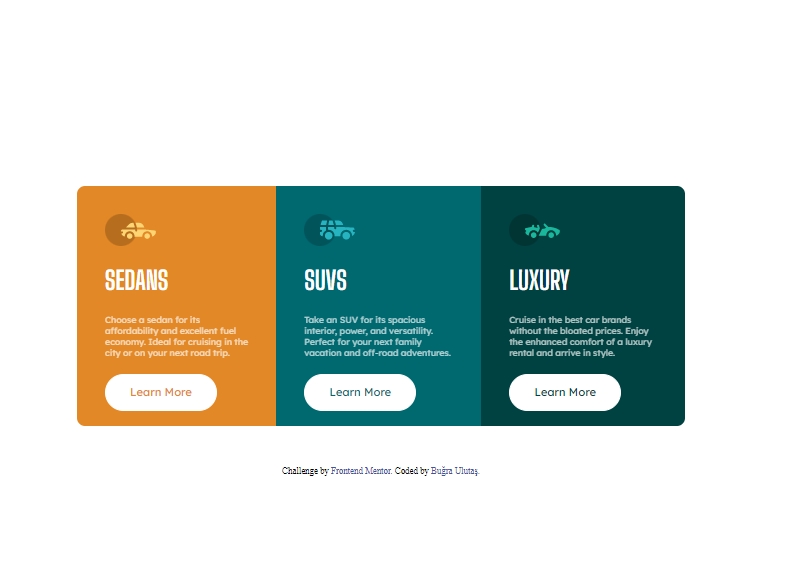 SEDANS
Choose a sedan for its
affordability and excellent fuel
economy. Ideal for cruising in the
city or on your next road trip.
Learn More
SUVS
Take an SUV for its spacious
interior, power, and versatility.
Perfect for your next family
vacation and off-road adventures.
Learn More
LUXURY
Cruise in the best car brands
without the bloated prices. Enjoy
the enhanced comfort of a luxury
rental and arrive in style.
Learn More
Challenge by Frontend Mentor. Coded by Buğra Ulutaş.